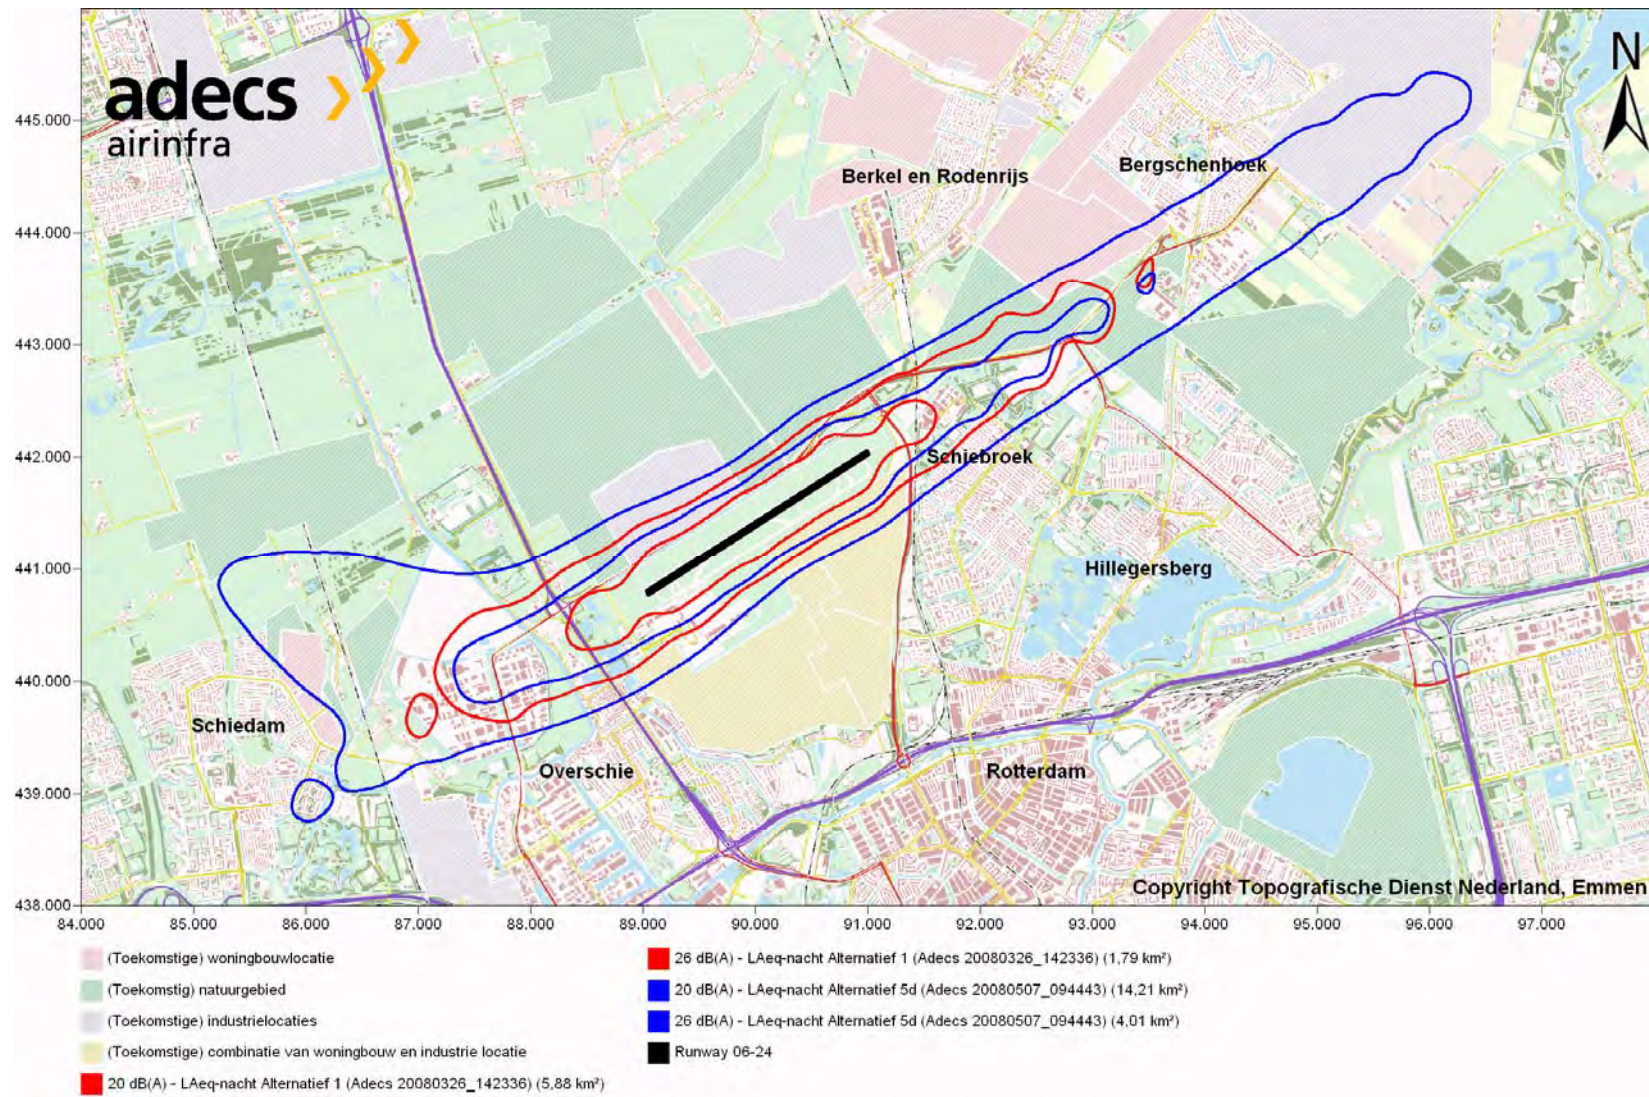 adecs
airinfra
N
445.000
444.000
443.000
442.000
441.000
440.000
439.000
438.000
Berkel en Rodenrijs
Bergschenhoek
Schiebroek
Hillegersberg
Schiedam
Overschie
Rotterdam
Copyright Topografische Dienst Nederland, Emmen
84.000 85.000 86.000 87.000 88.000 89.000 90.000 91.000 92.000 93.000 94.000 95.000 96.000 97.000
(Toekomstige) woningbouwlocatie
(Toekomstig) natuurgebied
(Toekomstige) industrielocaties
(Toekomstige) combinatie van woningbouw en industrie locatie
20 dB(A) - LAeq-nacht Alternatief 1 (Adecs 20080326_142336) (5,88 km²)
26 dB(A) - LAeq-nacht Alternatief 1 (Adecs 20080326_142336) (1,79 km²)
20 dB(A) - LAeq-nacht Alternatief 5d (Adecs 20080507_094443) (14,21 km²)
26 dB(A) - LAeq-nacht Alternatief 5d (Adecs 20080507_094443) (4,01 km²)
Runway 06-24